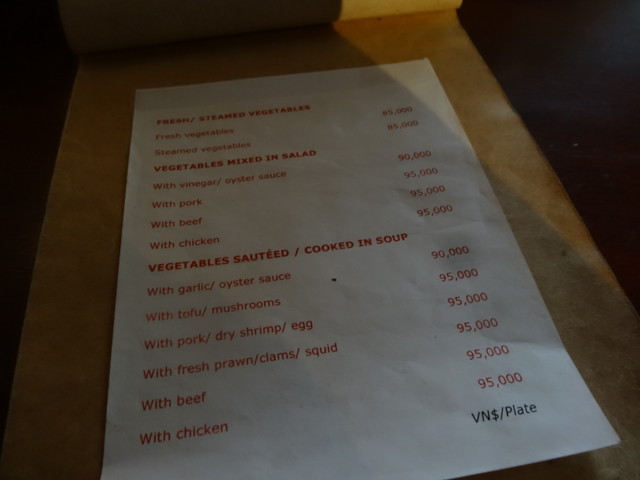 FRESH/ STEAMED VEGETABLES
Fresh vegetables 85,000
Steamed vegetables 85,000
VEGETABLES MIXED IN SALAD
With vinegar/ oyster sauce 90,000
With pork 95,000
With beef 95,000
With chicken 95,000
VEGETABLES SAUTÉED / COOKED IN SOUP
With garlic/ oyster sauce 90,000
With tofu/ mushrooms 95,000
With pork/ dry shrimp/ egg 95,000
With fresh prawn/clams/ squid 95,000
With beef 95,000
With chicken 95,000
VN$/Plate